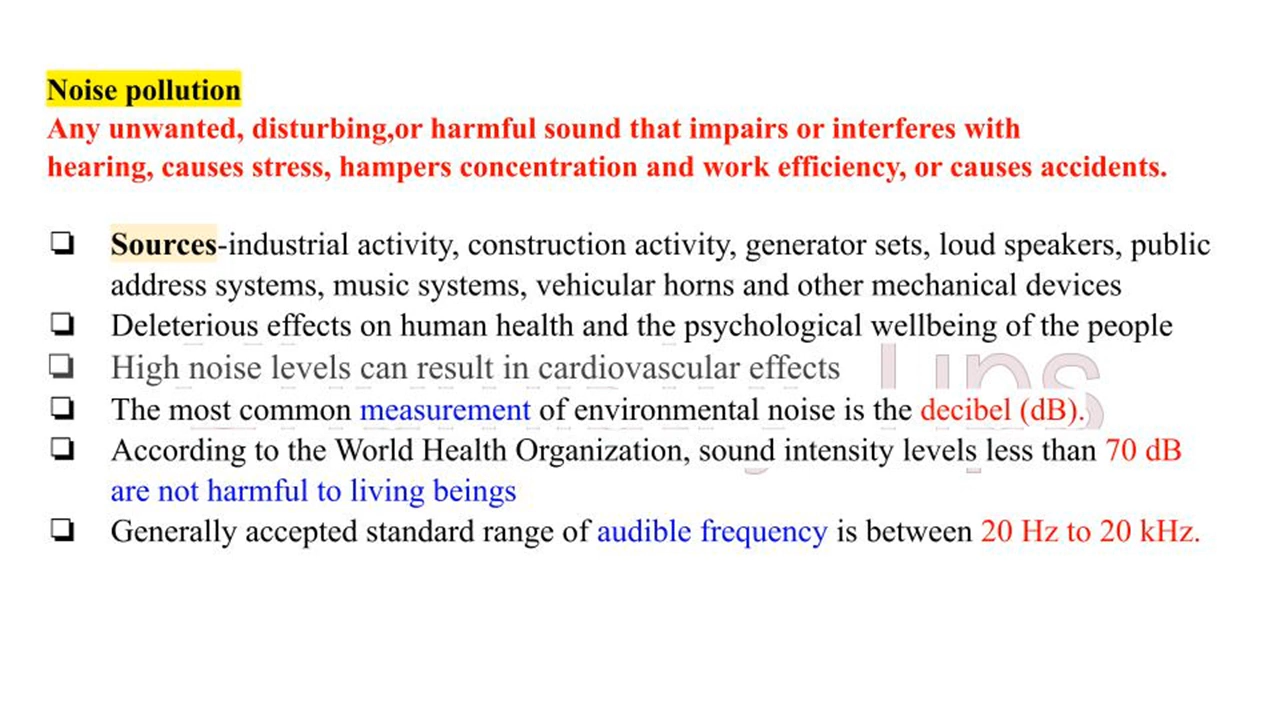 Noise pollution
Any unwanted, disturbing,or harmful sound that impairs or interferes with
hearing, causes stress, hampers concentration and work efficiency, or causes accidents.
❏ Sources-industrial activity, construction activity, generator sets, loud speakers, public
address systems, music systems, vehicular horns and other mechanical devices
❏ Deleterious effects on human health and the psychological wellbeing of the people
❏ High noise levels can result in cardiovascular effects
❏ The most common measurement of environmental noise is the decibel (dB).
❏ According to the World Health Organization, sound intensity levels less than 70 dB
are not harmful to living beings
❏ Generally accepted standard range of audible frequency is between 20 Hz to 20 kHz.